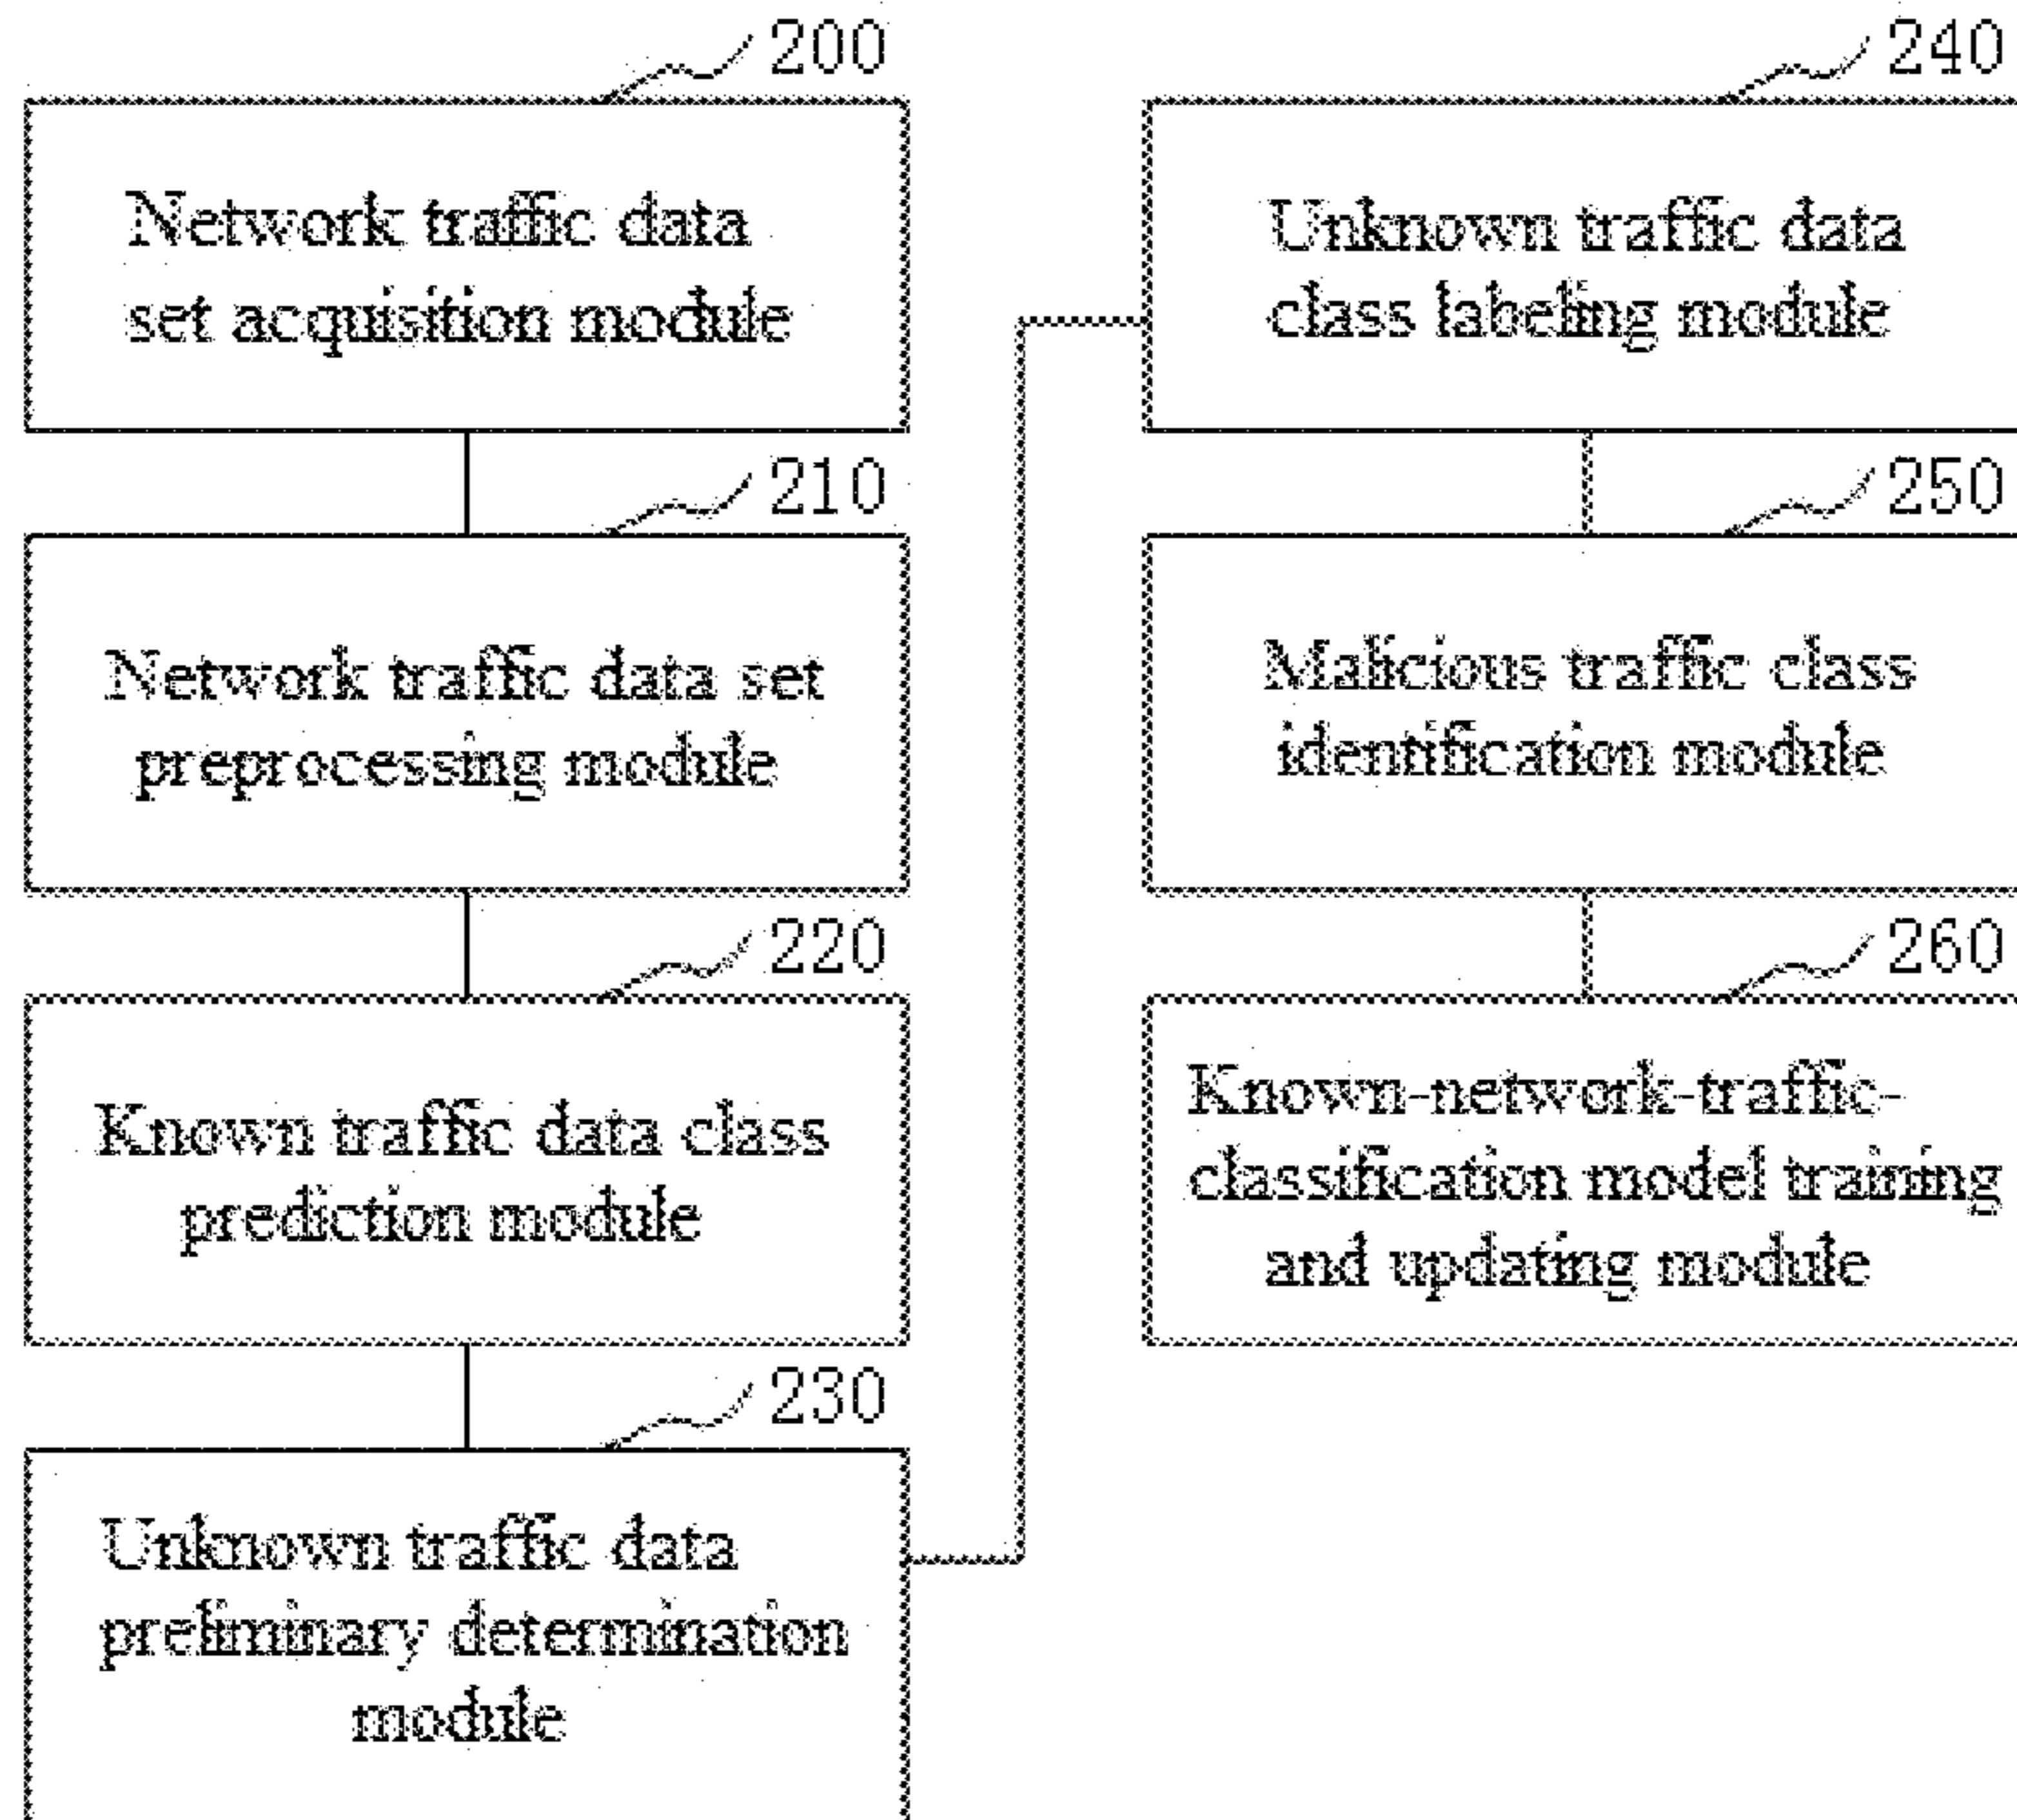 200
Network traffic data
set acquisition module
210
Network traffic data set
preprocessing module
220
Known traffic data class
prediction module
230
Unknown traffic data
preliminary determination
module
240
Unknown traffic data
class labeling module
250
Malicious traffic class
identification module
260
Known-network-traffic-
classification model training
and updating module